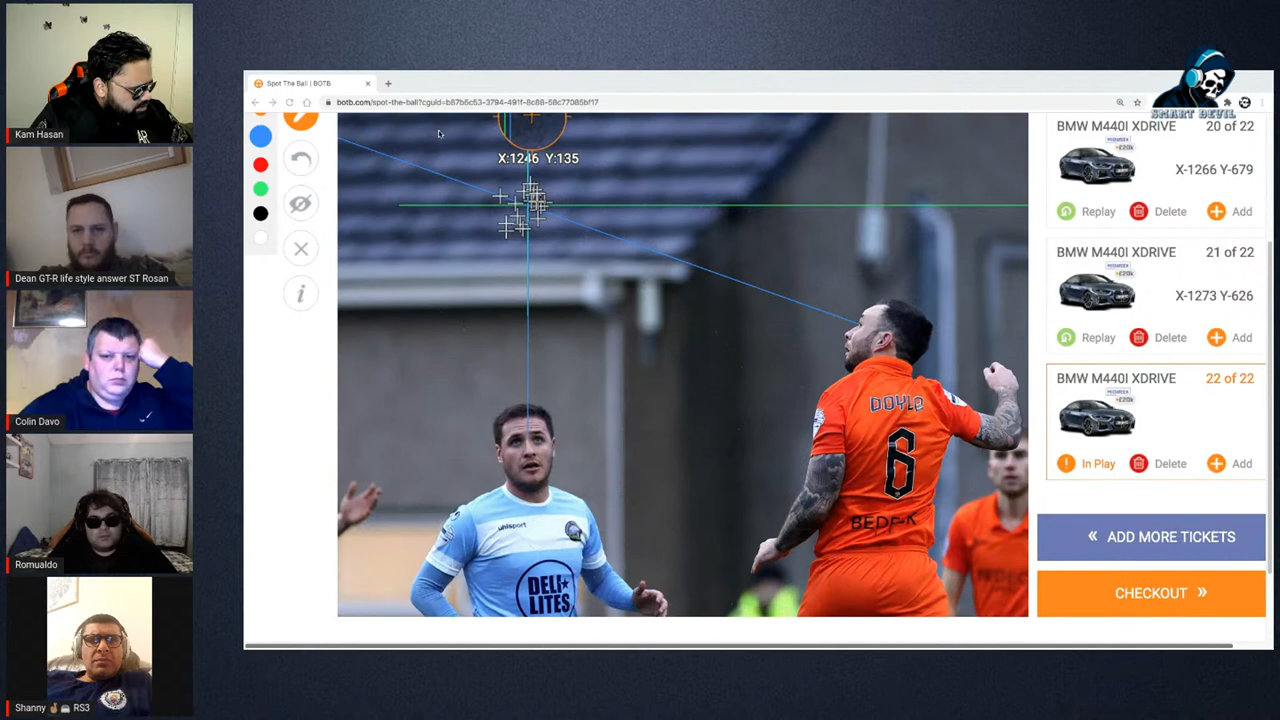 Kam Hasan
Dean GT-R life style answer ST Rosan
Colin Davo
Romualdo
Shanny RS3
Spot The Ball | BOTB
botb.com/spot-the-ball?cguid=b87b6c53-3794-491f-8c88-58c77085bf17
SMART DEVIL
X:1246 Y:135
DOYLE
6
uhlsport
DELI
LITES
BMW M440I XDRIVE 20 of 22
X-1266 Y-679
Replay Delete Add
BMW M440I XDRIVE 21 of 22
X-1273 Y-626
Replay Delete Add
BMW M440I XDRIVE 22 of 22
In Play Delete Add
« ADD MORE TICKETS
CHECKOUT »